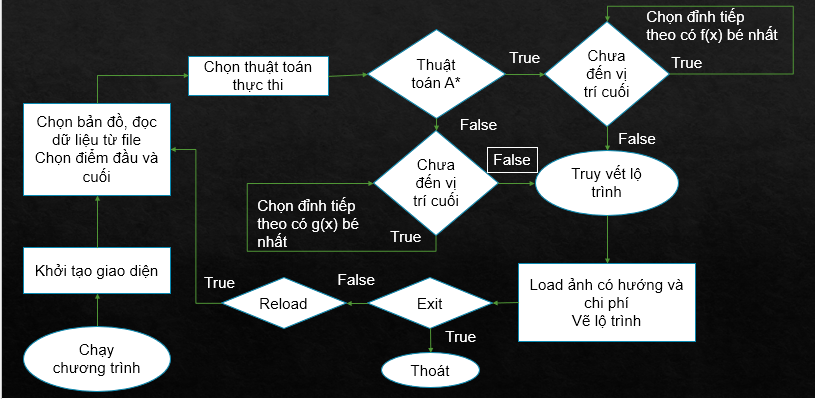 Chọn đỉnh tiếp
theo có f(x) bé nhất
Chọn thuật toán
thực thi
Thuật
toán A*
True
Chưa
đến vị
trí cuối
True
Chọn bản đồ, đọc
dữ liệu từ file
Chọn điểm đầu và
cuối
False
False
Chưa
đến vị
trí cuối
False
Truy vết lộ
trình
Chọn đỉnh tiếp
theo có g(x) bé
nhất
True
Khởi tạo giao diện
True
Reload
False
Exit
Load ảnh có hướng và
chi phí
Vẽ lộ trình
True
Chạy
chương trình
Thoát